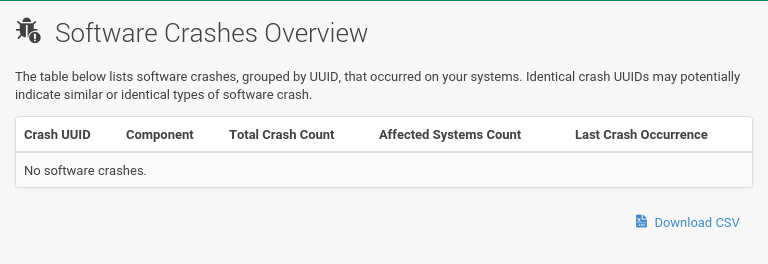 Software Crashes Overview
The table below lists software crashes, grouped by UUID, that occurred on your systems. Identical crash UUIDs may potentially
indicate similar or identical types of software crash.
Crash UUID Component Total Crash Count Affected Systems Count Last Crash Occurrence
No software crashes.
Download CSV